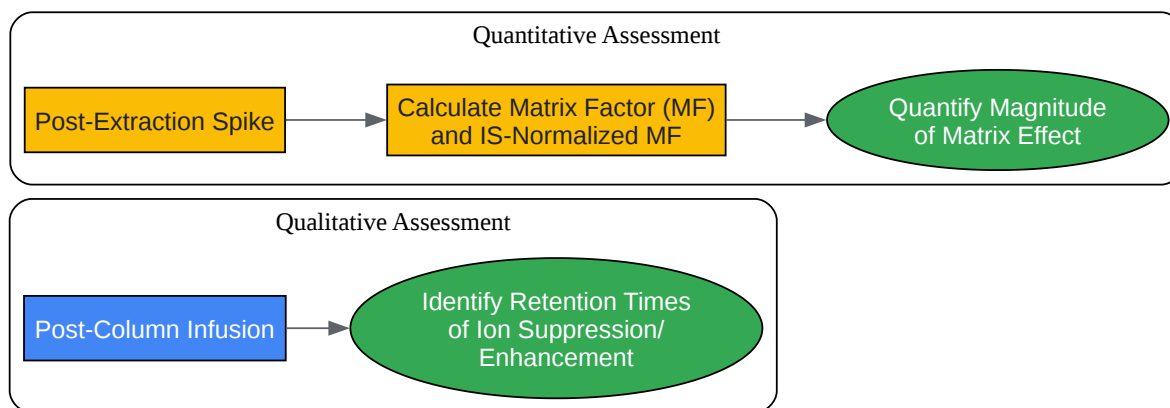 Quantitative Assessment
Post-Extraction Spike
Calculate Matrix Factor (MF)
and IS-Normalized MF
Quantify Magnitude
of Matrix Effect
Qualitative Assessment
Post-Column Infusion
Identify Retention Times
of Ion Suppression/
Enhancement